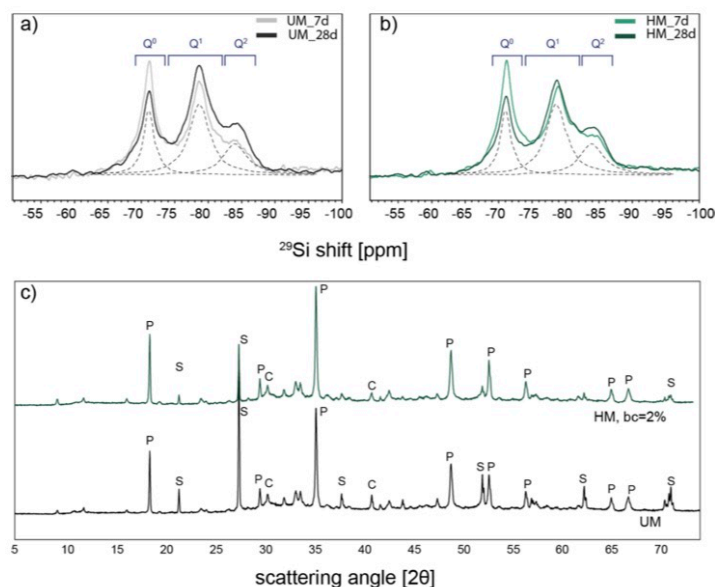 a)
UM_7d
UM_28d
Q⁰ Q¹ Q²
-55 -60 -65 -70 -75 -80 -85 -90 -95 -100
b)
HM_7d
HM_28d
Q⁰ Q¹ Q²
-55 -60 -65 -70 -75 -80 -85 -90 -95 -100
²⁹Si shift [ppm]
c)
P S S P C P C P P P P P S
HM, bc=2%
P S S P C P S C P S P P S P P S
UM
5 10 15 20 25 30 35 40 45 50 55 60 65 70
scattering angle [2θ]